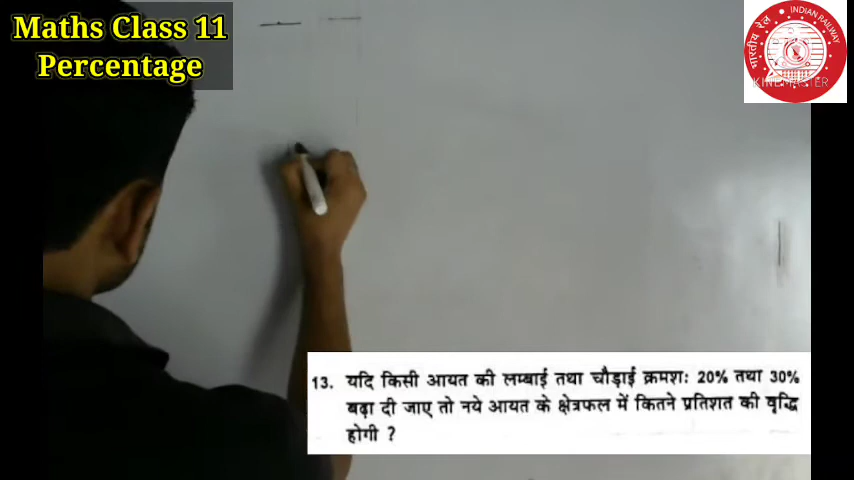 Maths Class 11
Percentage
भारतीय रेल
INDIAN RAILWAY
KINEMASTER
13. यदि किसी आयत की लम्बाई तथा चौड़ाई क्रमशः 20% तथा 30%
बढ़ा दी जाए तो नये आयत के क्षेत्रफल में कितने प्रतिशत की वृद्धि
होगी ?